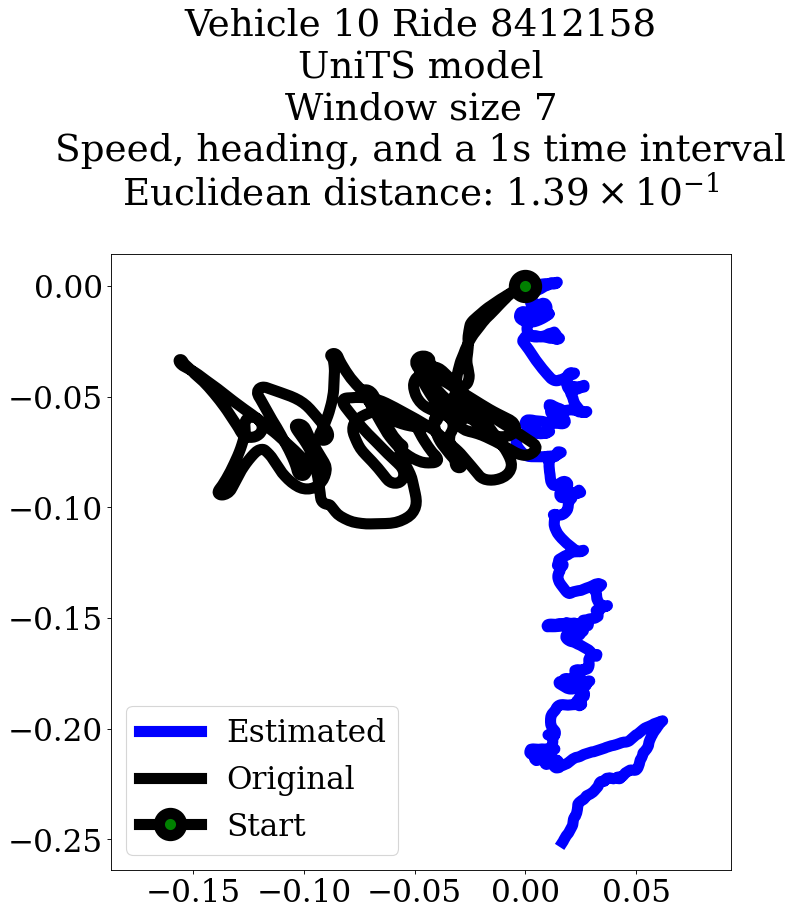 Vehicle 10 Ride 8412158
UniTS model
Window size 7
Speed, heading, and a 1s time interval
Euclidean distance: 1.39 × 10⁻¹
0.00
−0.05
−0.10
−0.15
−0.20
−0.25
Estimated
Original
Start
−0.15 −0.10 −0.05 0.00 0.05